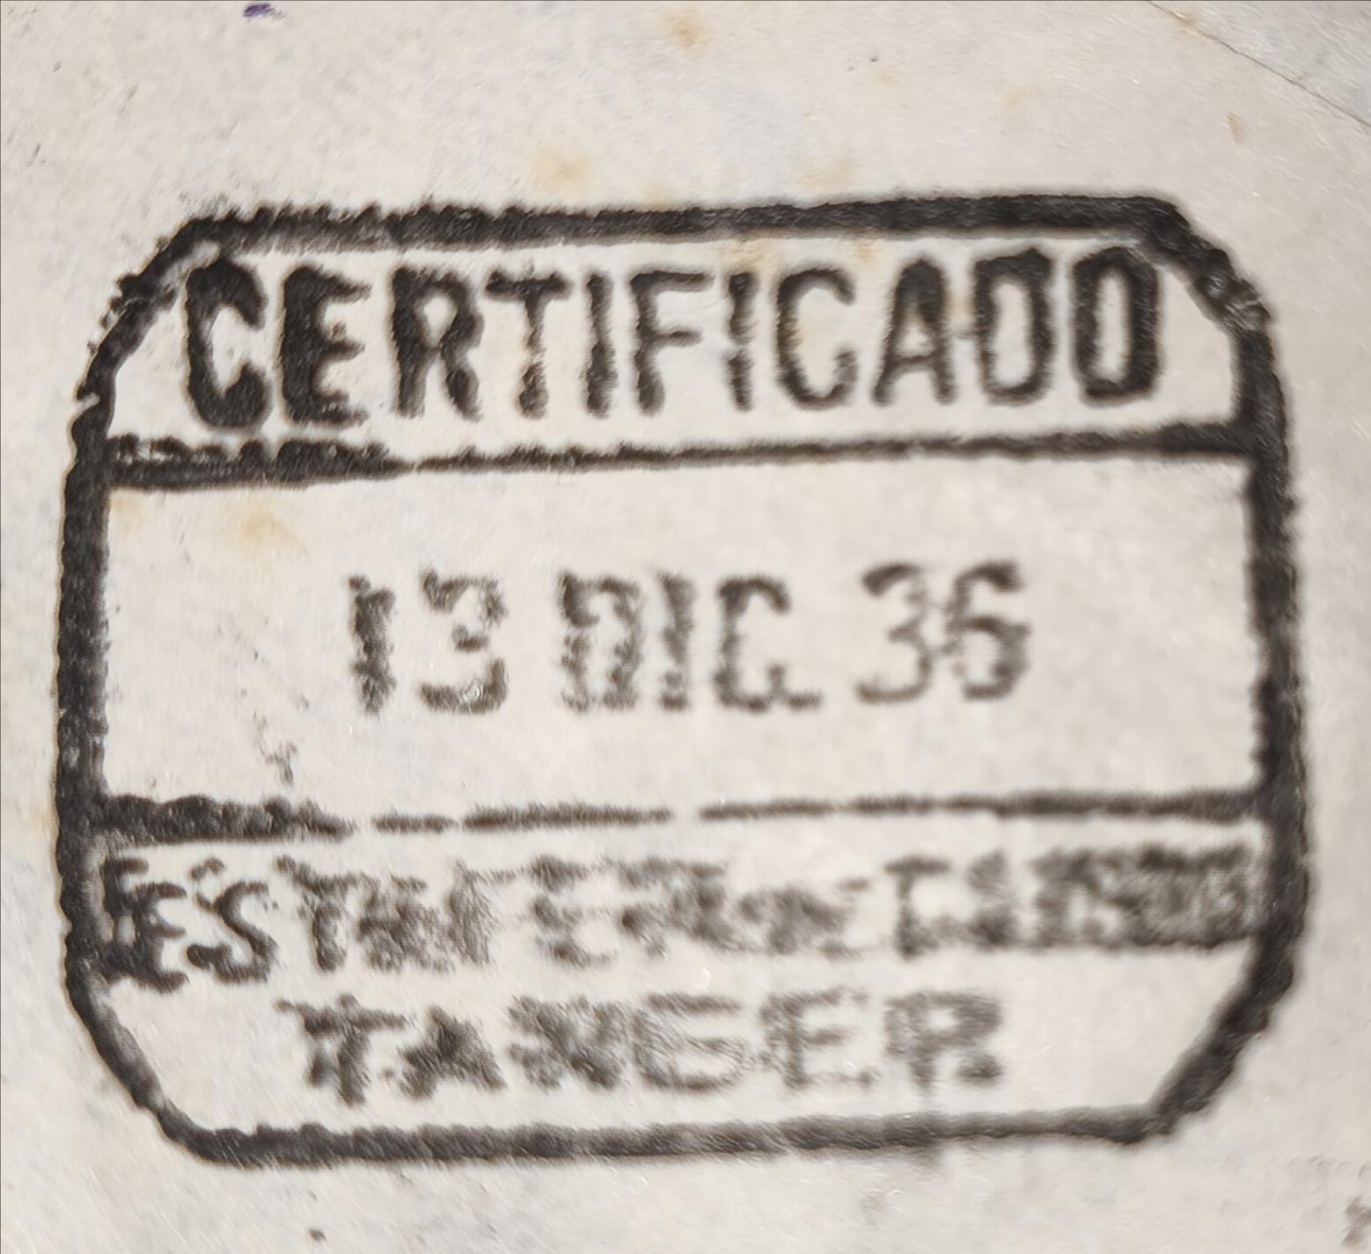 CERTIFICADO
13 DIC. 36
TANGER